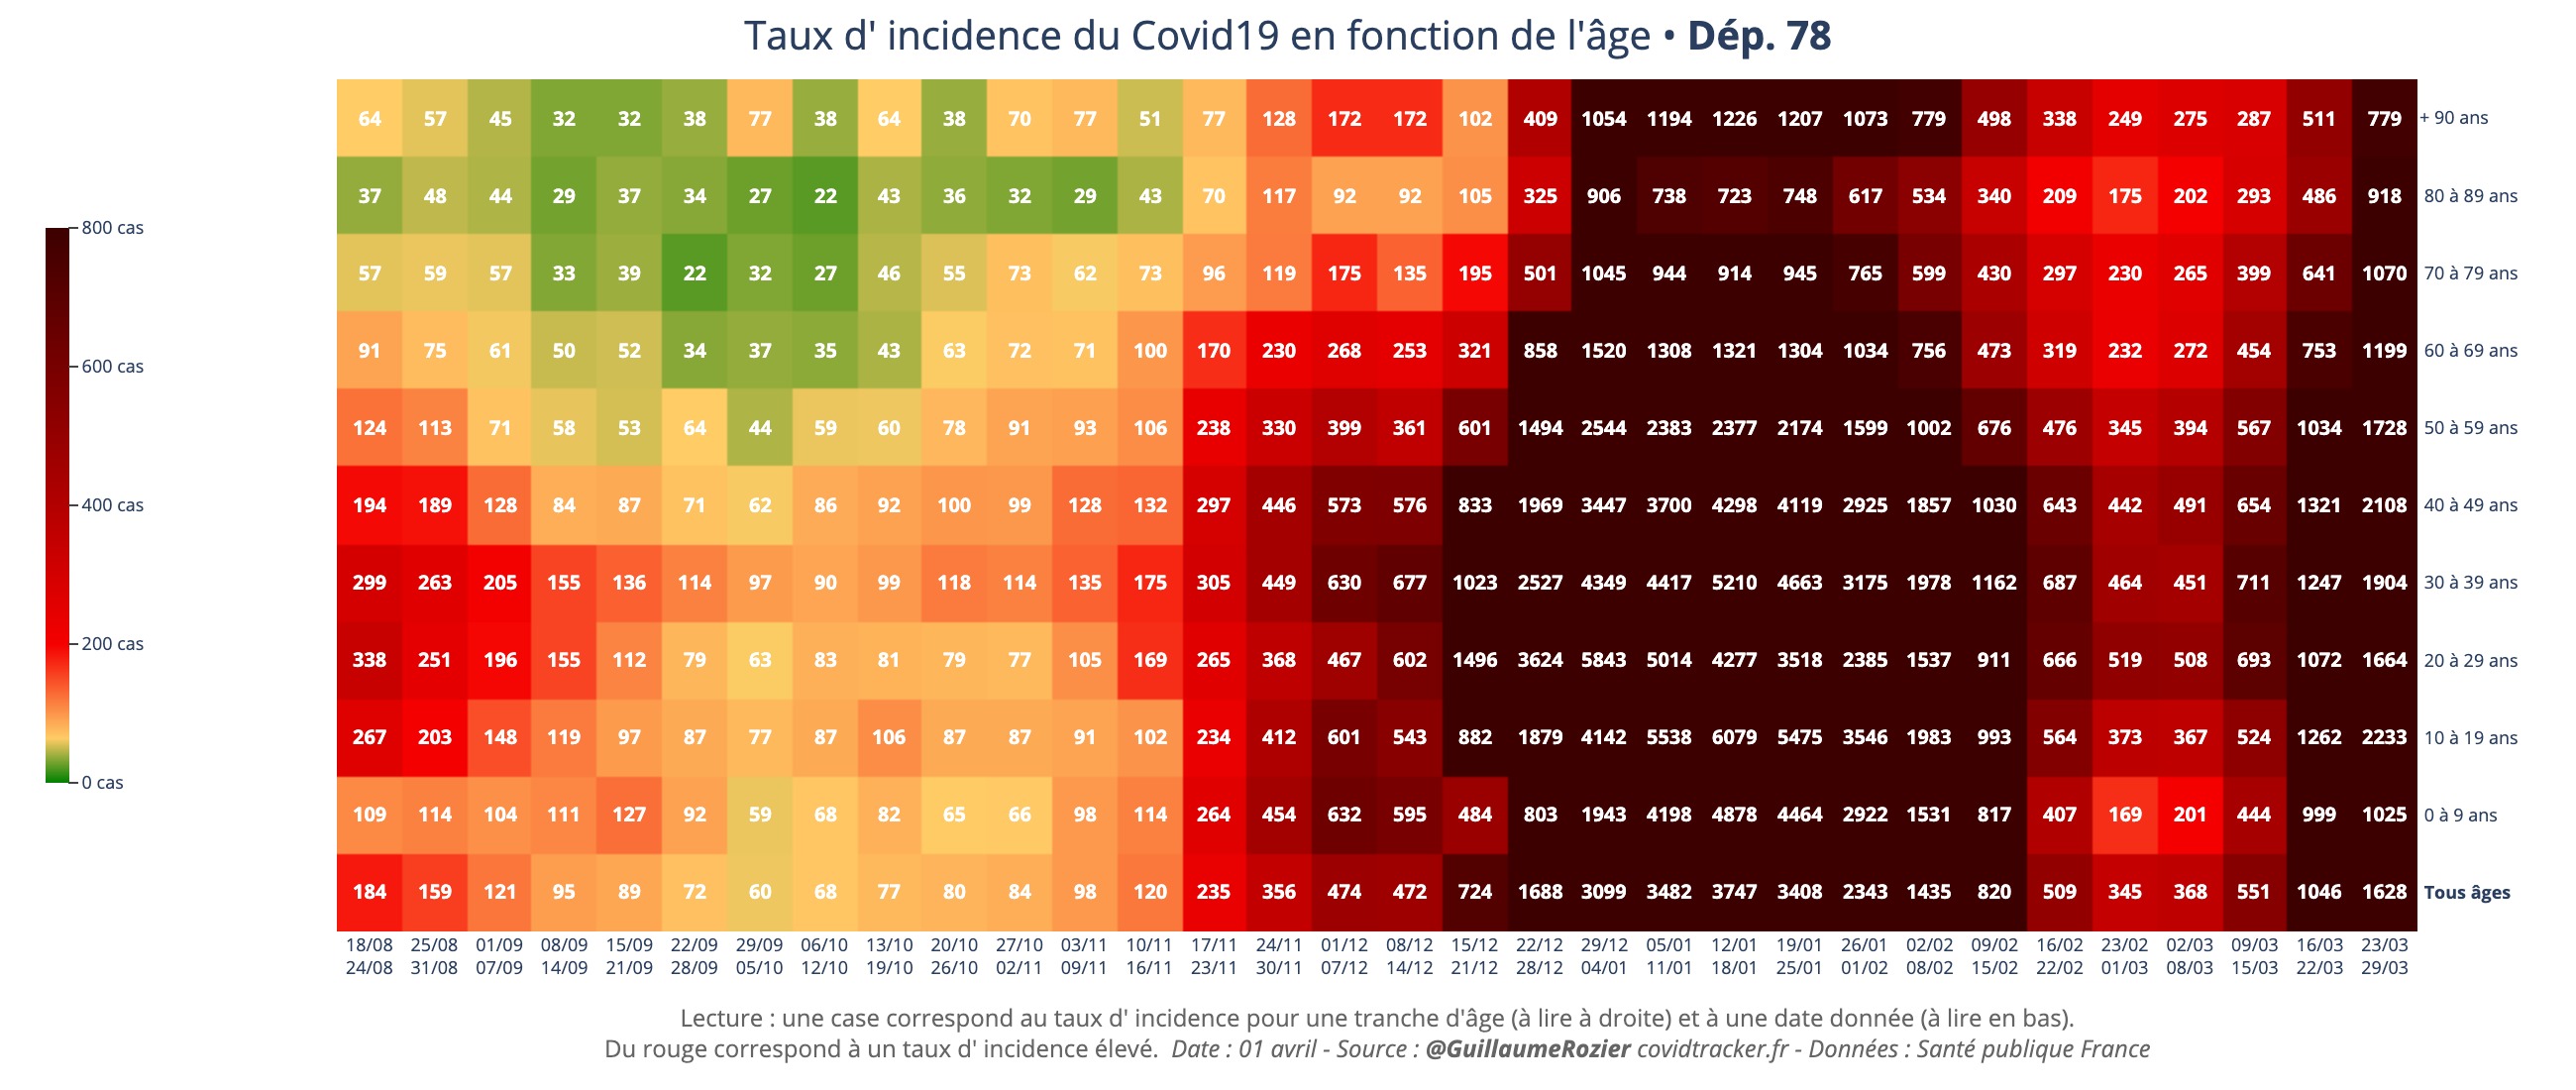 Taux d' incidence du Covid19 en fonction de l'âge • Dép. 78
800 cas
600 cas
400 cas
200 cas
0 cas
64 57 45 32 32 38 77 38 64 38 70 77 51 77 128 172 172 102 409 1054 1194 1226 1207 1073 779 498 338 249 275 287 511 779 + 90 ans
37 48 44 29 37 34 27 22 43 36 32 29 43 70 117 92 92 105 325 906 738 723 748 617 534 340 209 175 202 293 486 918 80 à 89 ans
57 59 57 33 39 22 32 27 46 55 73 62 73 96 119 175 135 195 501 1045 944 914 945 765 599 430 297 230 265 399 641 1070 70 à 79 ans
91 75 61 50 52 34 37 35 43 63 72 71 100 170 230 268 253 321 858 1520 1308 1321 1304 1034 756 473 319 232 272 454 753 1199 60 à 69 ans
124 113 71 58 53 64 44 59 60 78 91 93 106 238 330 399 361 601 1494 2544 2383 2377 2174 1599 1002 676 476 345 394 567 1034 1728 50 à 59 ans
194 189 128 84 87 71 62 86 92 100 99 128 132 297 446 573 576 833 1969 3447 3700 4298 4119 2925 1857 1030 643 442 491 654 1321 2108 40 à 49 ans
299 263 205 155 136 114 97 90 99 118 114 135 175 305 449 630 677 1023 2527 4349 4417 5210 4663 3175 1978 1162 687 464 451 711 1247 1904 30 à 39 ans
338 251 196 155 112 79 63 83 81 79 77 105 169 265 368 467 602 1496 3624 5843 5014 4277 3518 2385 1537 911 666 519 508 693 1072 1664 20 à 29 ans
267 203 148 119 97 87 77 87 106 87 87 91 102 234 412 601 543 882 1879 4142 5538 6079 5475 3546 1983 993 564 373 367 524 1262 2233 10 à 19 ans
109 114 104 111 127 92 59 68 82 65 66 98 114 264 454 632 595 484 803 1943 4198 4878 4464 2922 1531 817 407 169 201 444 999 1025 0 à 9 ans
184 159 121 95 89 72 60 68 77 80 84 98 120 235 356 474 472 724 1688 3099 3482 3747 3408 2343 1435 820 509 345 368 551 1046 1628 Tous âges
18/08 25/08 01/09 08/09 15/09 22/09 29/09 06/10 13/10 20/10 27/10 03/11 10/11 17/11 24/11 01/12 08/12 15/12 22/12 29/12 05/01 12/01 19/01 26/01 02/02 09/02 16/02 23/02 02/03 09/03 16/03 23/03
24/08 31/08 07/09 14/09 21/09 28/09 05/10 12/10 19/10 26/10 02/11 09/11 16/11 23/11 30/11 07/12 14/12 21/12 28/12 04/01 11/01 18/01 25/01 01/02 08/02 15/02 22/02 01/03 08/03 15/03 22/03 29/03
Lecture : une case correspond au taux d' incidence pour une tranche d'âge (à lire à droite) et à une date donnée (à lire en bas).
Du rouge correspond à un taux d' incidence élevé. Date : 01 avril - Source : @GuillaumeRozier covidtracker.fr - Données : Santé publique France